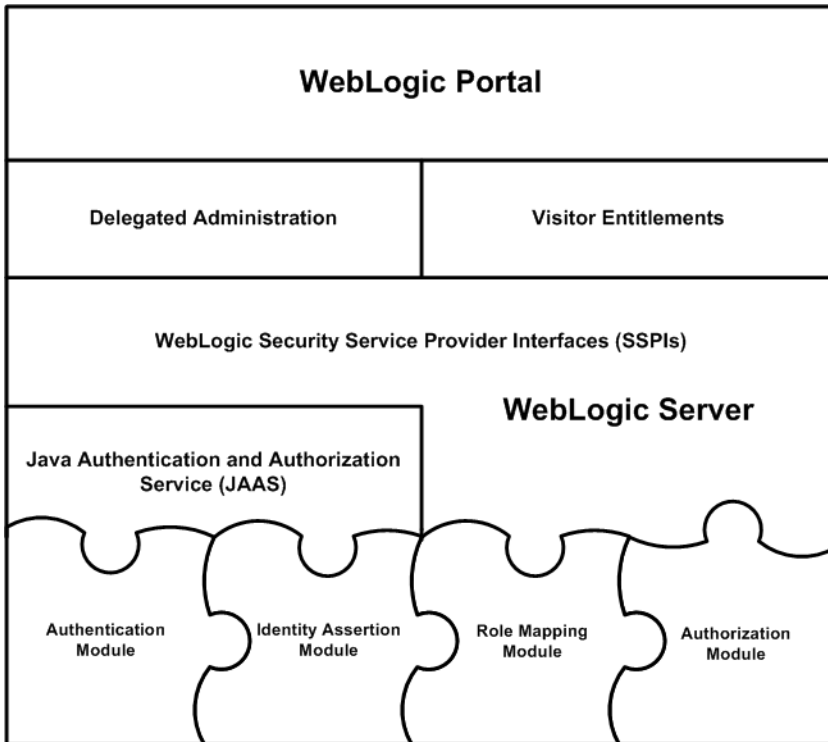 WebLogic Portal
Delegated Administration
Visitor Entitlements
WebLogic Security Service Provider Interfaces (SSPIs)
WebLogic Server
Java Authentication and Authorization
Service (JAAS)
Authentication
Module
Identity Assertion
Module
Role Mapping
Module
Authorization
Module